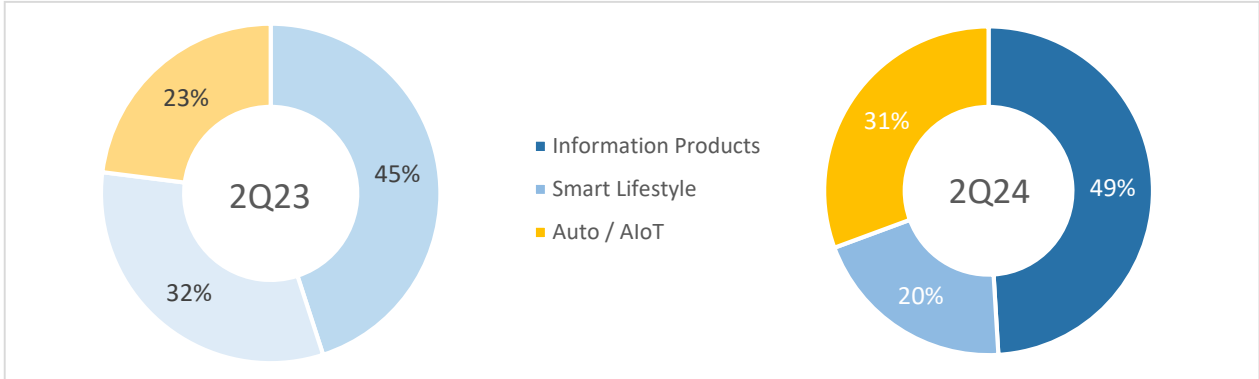 23%
45%
2Q23
32%
Information Products
Smart Lifestyle
Auto / AIoT
31%
49%
2Q24
20%